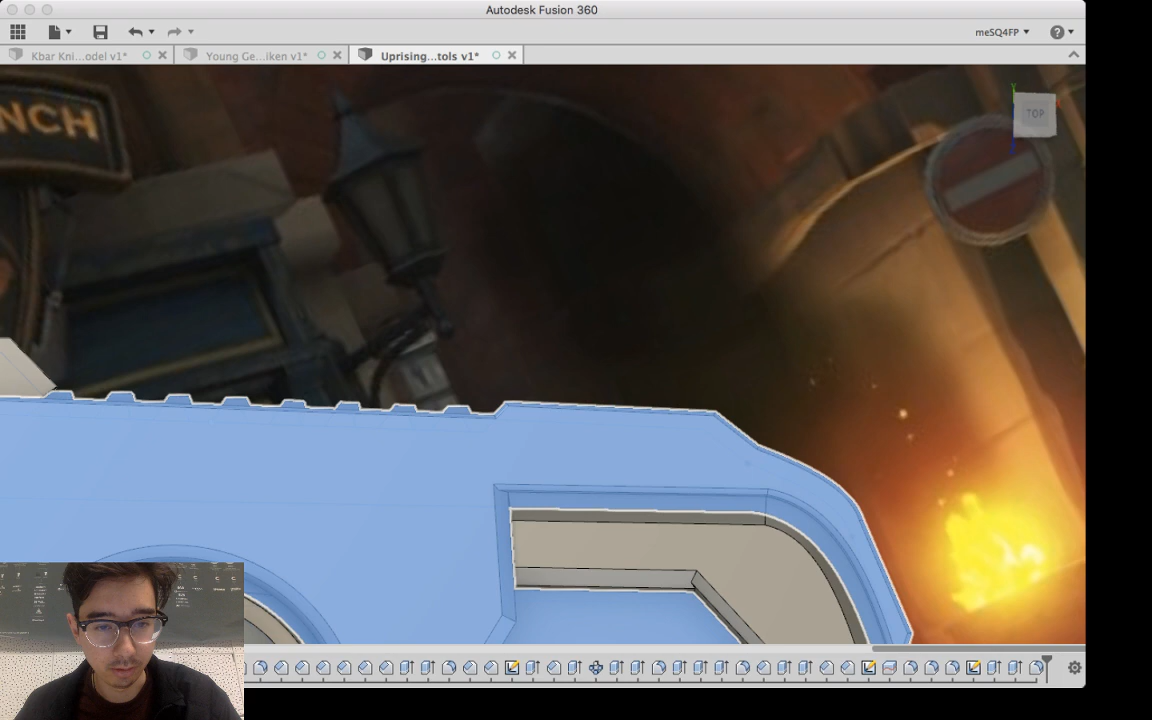 Autodesk Fusion 360
meSQ4FP
Kbar Kni...odel v1*
Young Ge...iken v1*
Uprising...tols v1*
NCH
TOP